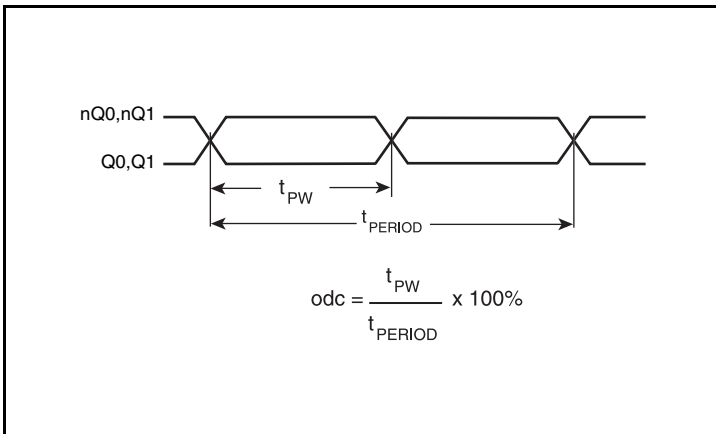 nQ0,nQ1
Q0,Q1
tPW
tPERIOD
odc = tPW / tPERIOD x 100%